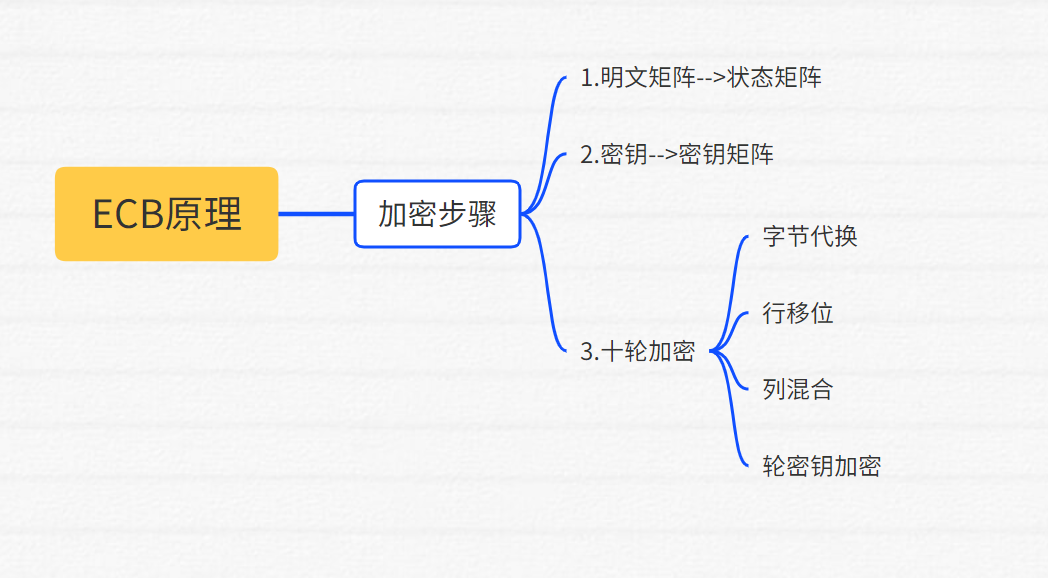 ECB原理
加密步骤
1.明文矩阵-->状态矩阵
2.密钥-->密钥矩阵
3.十轮加密
字节代换
行移位
列混合
轮密钥加密